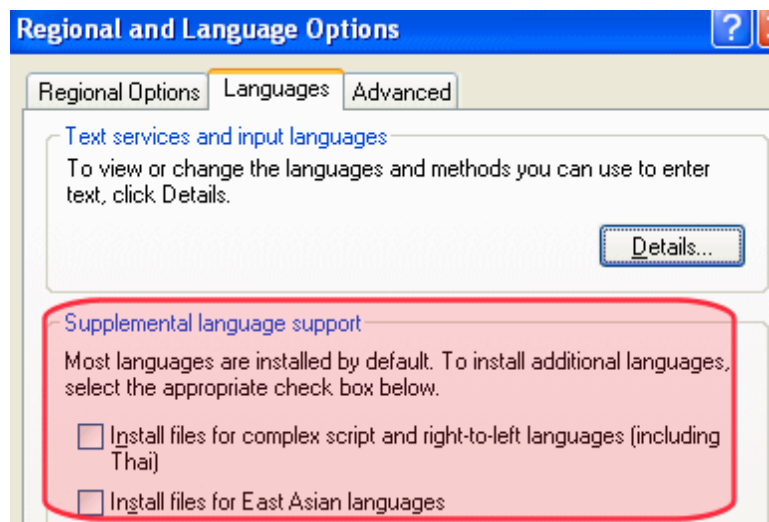 Regional and Language Options
Regional Options Languages Advanced
Text services and input languages
To view or change the languages and methods you can use to enter
text, click Details.
Details...
Supplemental language support
Most languages are installed by default. To install additional languages,
select the appropriate check box below.
Install files for complex script and right-to-left languages (including
Thai)
Install files for East Asian languages